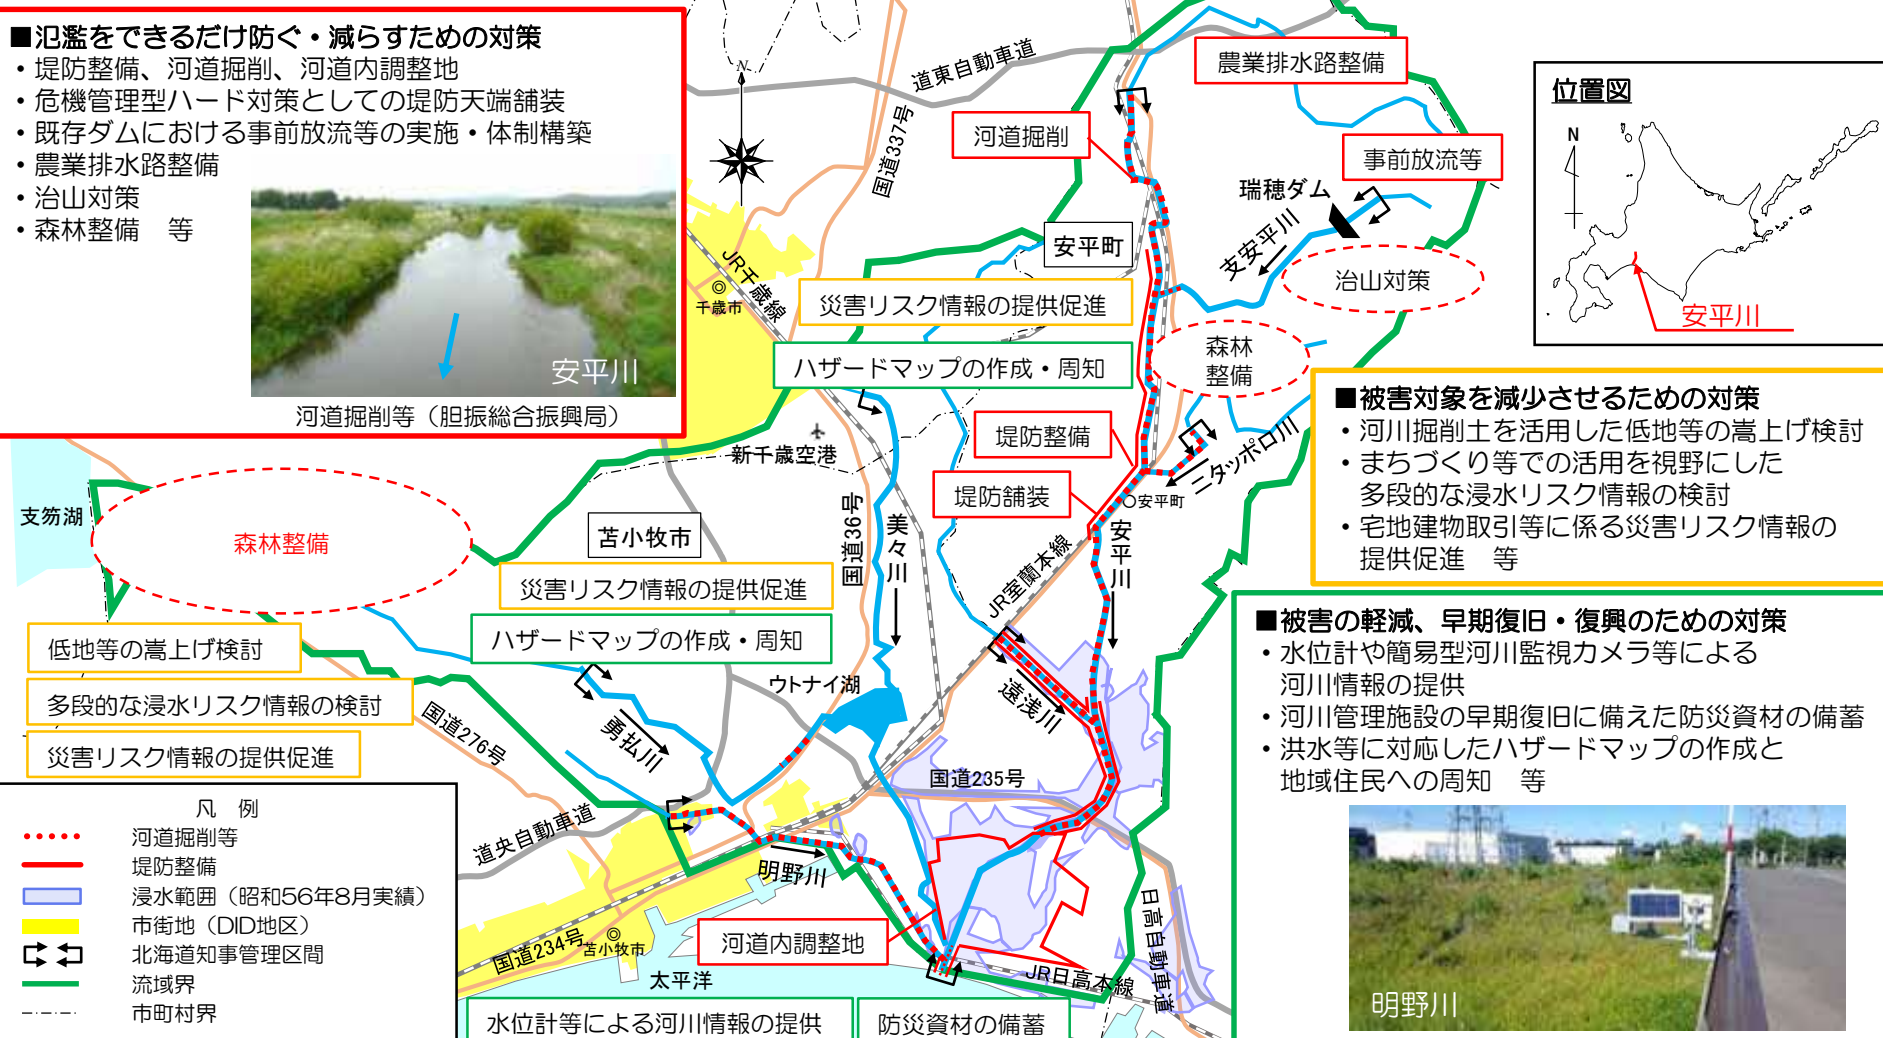 ■氾濫をできるだけ防ぐ・減らすための対策
・堤防整備、河道掘削、河道内調整地
・危機管理型ハード対策としての堤防天端舗装
・既存ダムにおける事前放流等の実施・体制構築
・農業排水路整備
・治山対策
・森林整備　等
安平川
河道掘削等（胆振総合振興局）
N
道東自動車道
国道337号
農業排水路整備
河道掘削
事前放流等
瑞穂ダム
支安平川
安平町
治山対策
JR千歳線
千歳市
災害リスク情報の提供促進
ハザードマップの作成・周知
森林
整備
位置図
N
安平川
堤防整備
新千歳空港
ニタッポロ川
堤防舗装
安平町
■被害対象を減少させるための対策
・河川掘削土を活用した低地等の嵩上げ検討
・まちづくり等での活用を視野にした
多段的な浸水リスク情報の検討
・宅地建物取引等に係る災害リスク情報の
提供促進　等
支笏湖
森林整備
苫小牧市
国道36号
美々川
安平川
JR室蘭本線
災害リスク情報の提供促進
ハザードマップの作成・周知
低地等の嵩上げ検討
多段的な浸水リスク情報の検討
災害リスク情報の提供促進
国道276号
勇払川
ウトナイ湖
遠浅川
国道235号
■被害の軽減、早期復旧・復興のための対策
・水位計や簡易型河川監視カメラ等による
河川情報の提供
・河川管理施設の早期復旧に備えた防災資材の備蓄
・洪水等に対応したハザードマップの作成と
地域住民への周知　等
明野川
凡　例
河道掘削等
堤防整備
浸水範囲（昭和56年8月実績）
市街地（DID地区）
北海道知事管理区間
流域界
市町村界
道央自動車道
明野川
国道234号
苫小牧市
河道内調整地
太平洋
JR日高本線
日高自動車道
水位計等による河川情報の提供
防災資材の備蓄